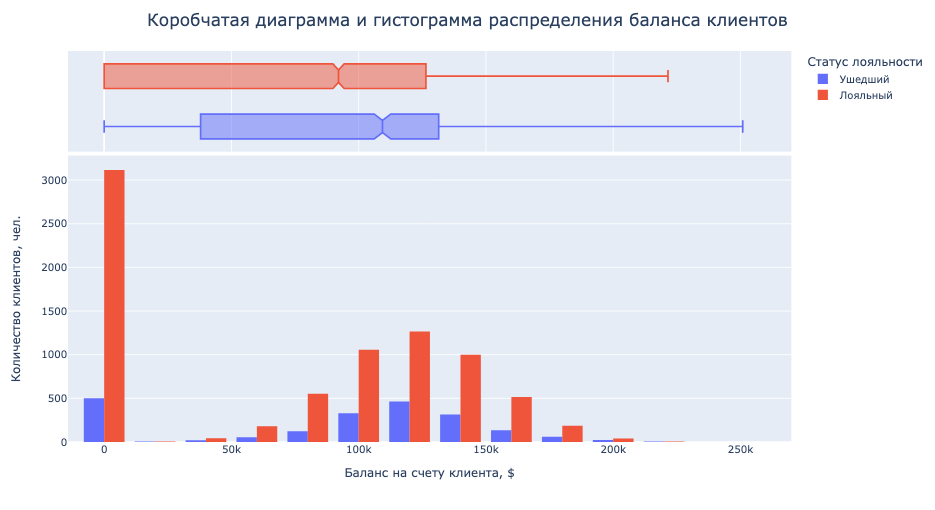 Коробчатая диаграмма и гистограмма распределения баланса клиентов
Статус лояльности
Ушедший
Лояльный
Количество клиентов, чел.
3000
2500
2000
1500
1000
500
0
0 50k 100k 150k 200k 250k
Баланс на счету клиента, $